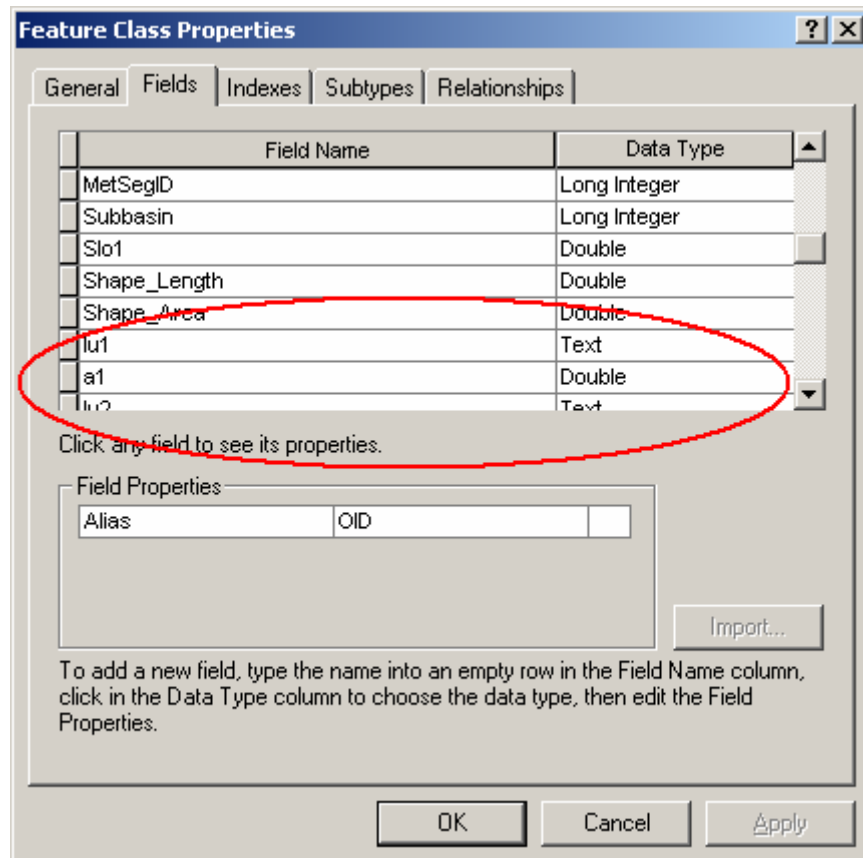 Feature Class Properties
General Fields Indexes Subtypes Relationships
Field Name Data Type
MetSegID Long Integer
Subbasin Long Integer
Slo1 Double
Shape_Length Double
Shape_Area Double
lu1 Text
a1 Double
lu2 Text
Click any field to see its properties.
Field Properties
Alias OID
Import...
To add a new field, type the name into an empty row in the Field Name column,
click in the Data Type column to choose the data type, then edit the Field
Properties.
OK Cancel Apply